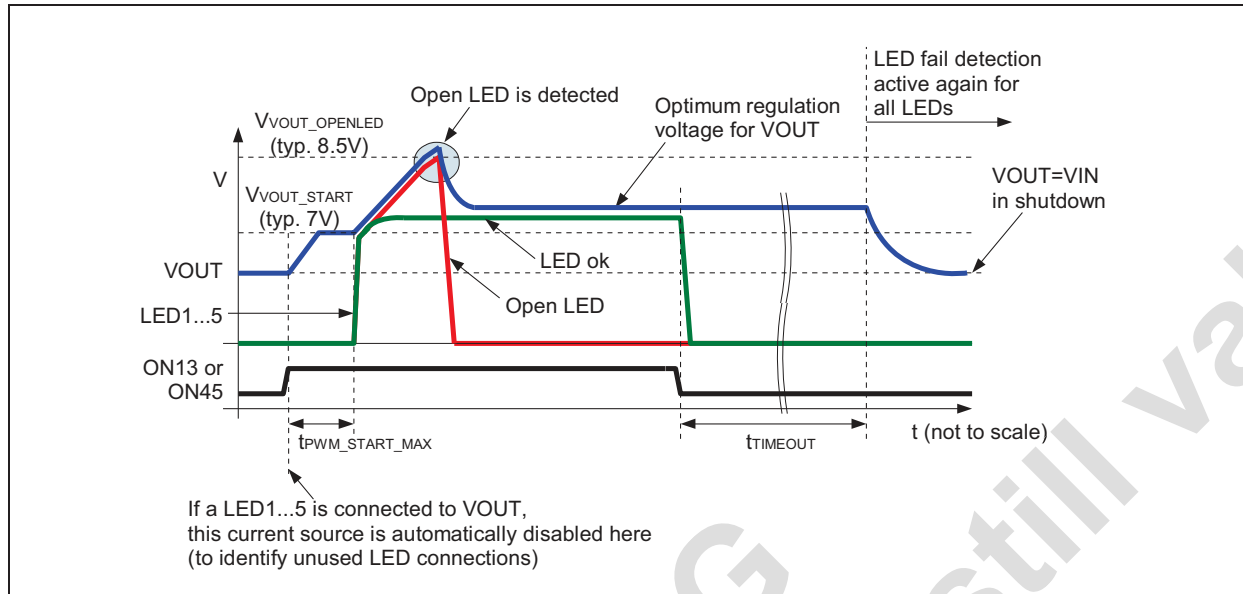 LED fail detection
active again for
all LEDs
Open LED is detected
Optimum regulation
voltage for VOUT
VVOUT_OPENLED
(typ. 8.5V)
V
VVOUT_START
(typ. 7V)
VOUT=VIN
in shutdown
VOUT
LED ok
Open LED
LED1...5
ON13 or
ON45
tPWM_START_MAX
tTIMEOUT
t (not to scale)
If a LED1...5 is connected to VOUT,
this current source is automatically disabled here
(to identify unused LED connections)
G
still va